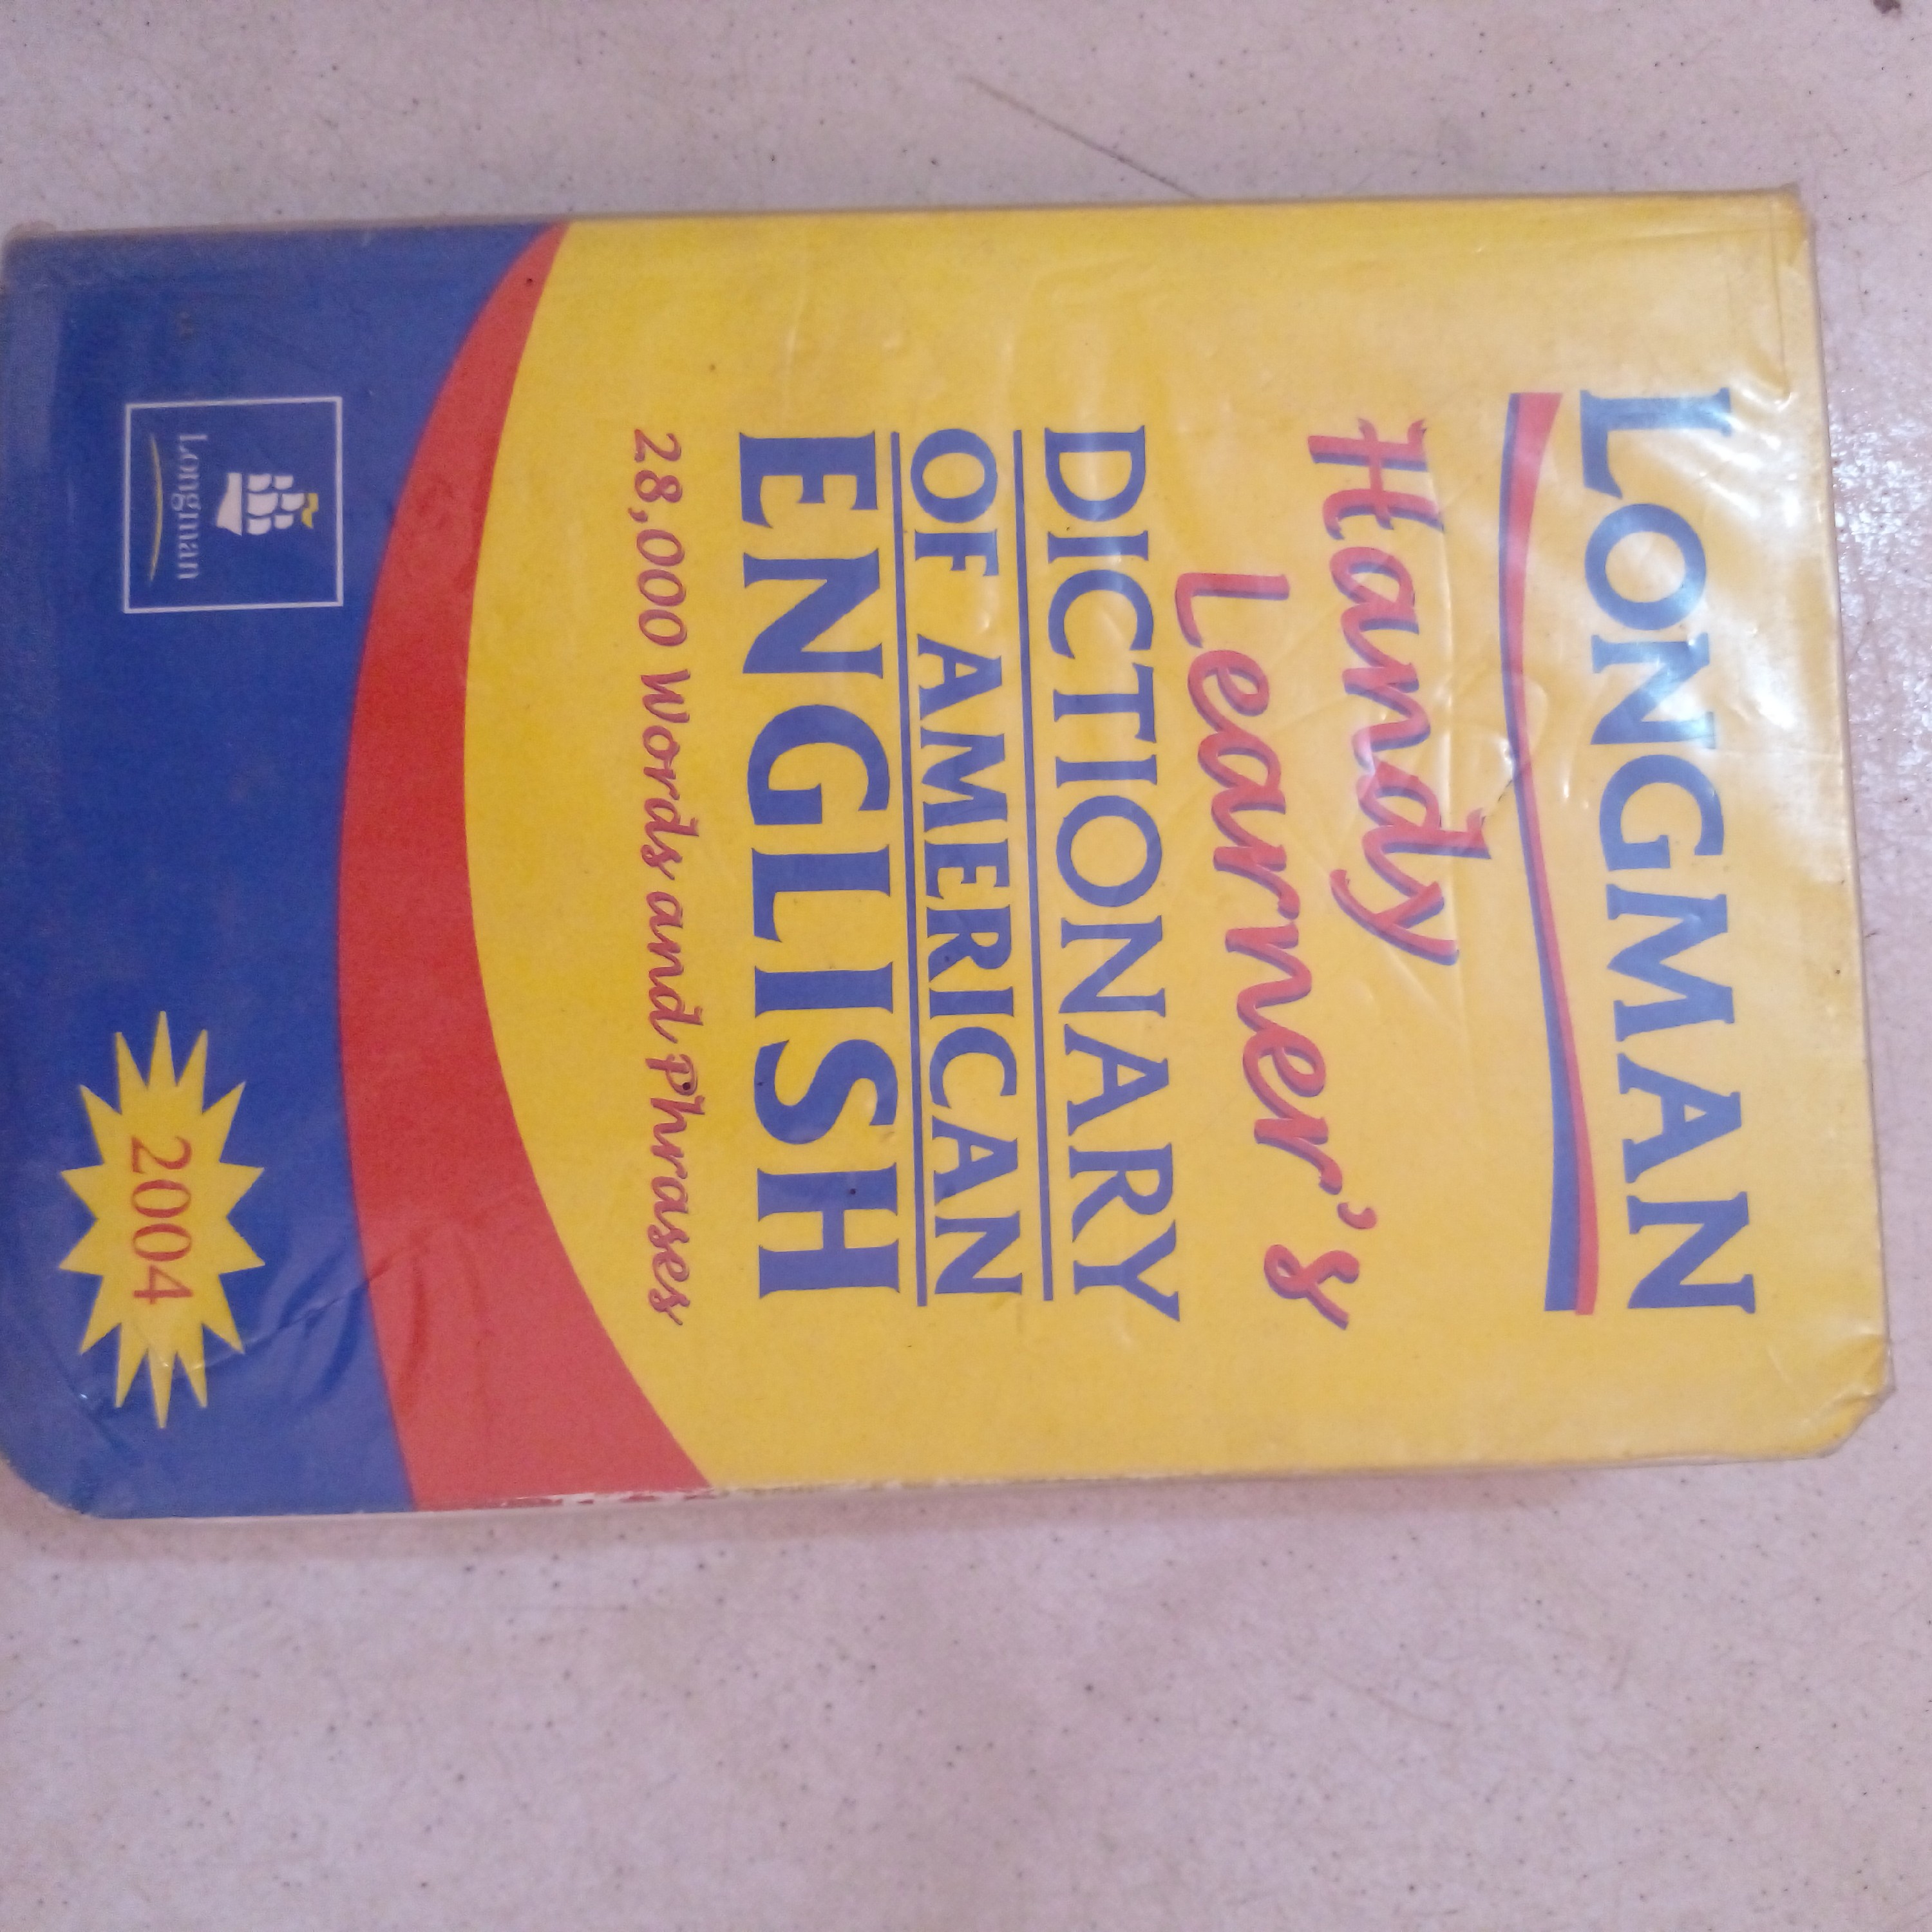 LONGMAN
Handy
Learner's
DICTIONARY
OF AMERICAN
ENGLISH
28,000 Words and Phrases
Longman
2004